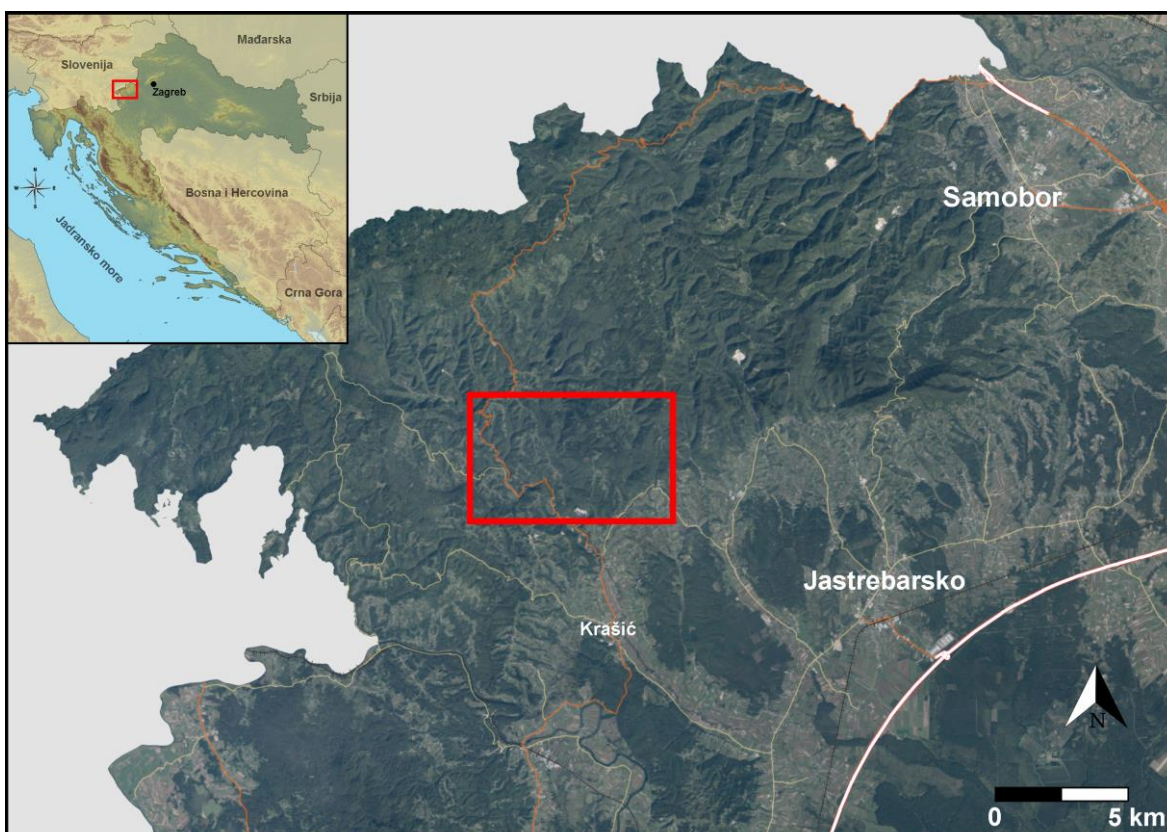 Mađarska
Slovenija
Zagreb
Srbija
Bosna i Hercovina
Jadransko more
Crna Gora
Samobor
Jastrebarsko
Krašić
N
0 5 km